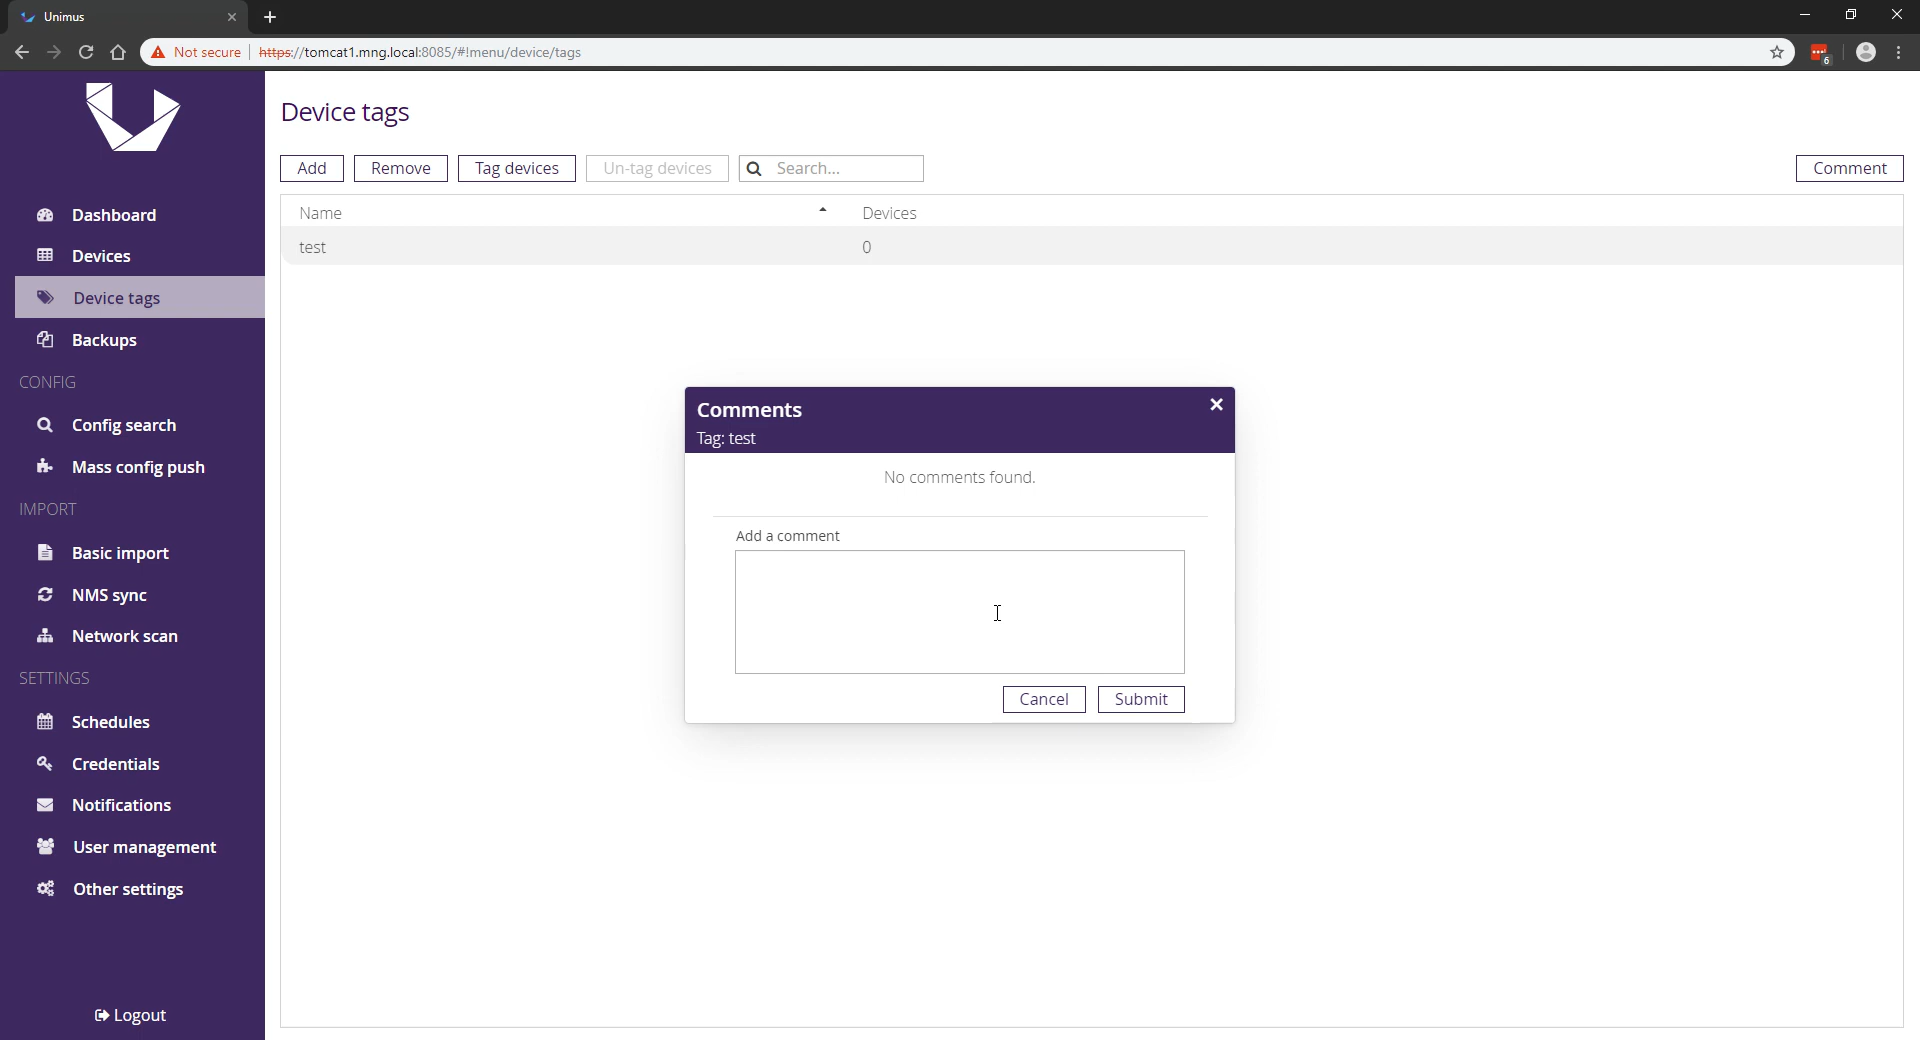 Unimus
Not secure https://tomcat1.mng.local:8085/#!menu/device/tags
6
Device tags
Add Remove Tag devices Un-tag devices Search... Comment
Name Devices
test 0
Dashboard
Devices
Device tags
Backups
CONFIG
Config search
Mass config push
IMPORT
Basic import
NMS sync
Network scan
SETTINGS
Schedules
Credentials
Notifications
User management
Other settings
Logout
Comments
Tag: test
No comments found.
Add a comment
Cancel Submit